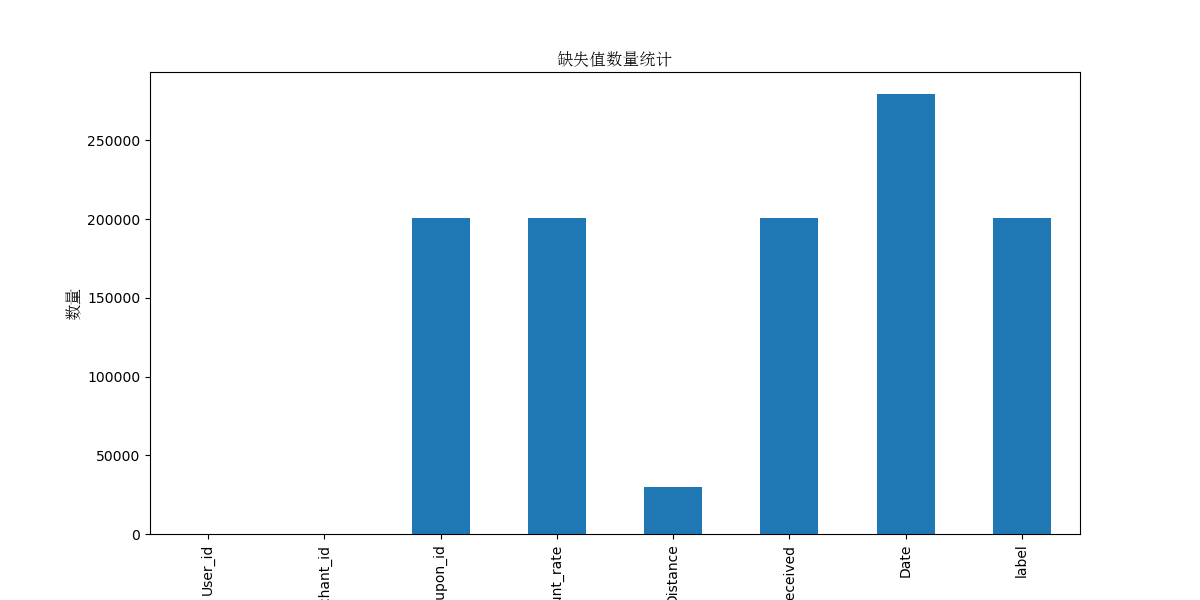 缺失值数量统计
数量
250000
200000
150000
100000
50000
0
User_id
chant_id
upon_id
unt_rate
Distance
eceived
Date
label